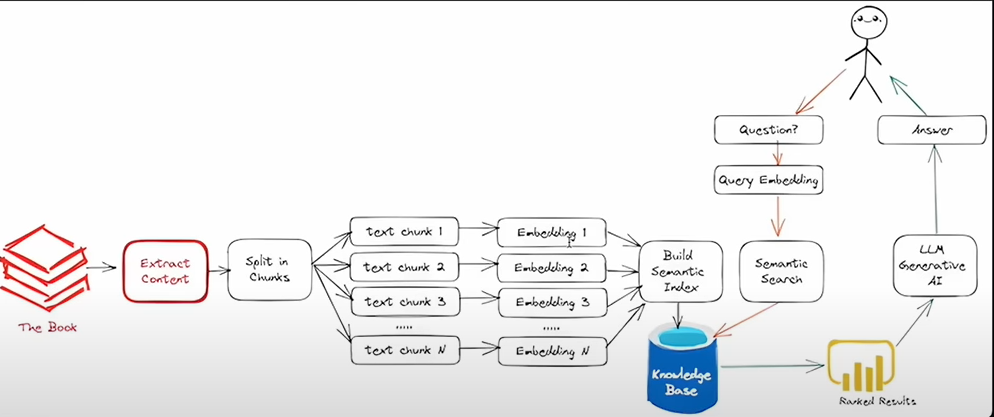 Question?
Answer
Query Embedding
The Book
Extract
Content
Split in
Chunks
text chunk 1
text chunk 2
text chunk 3
.....
text chunk N
Embedding 1
Embedding 2
Embedding 3
.....
Embedding N
Build
Semantic
Index
Semantic
Search
Knowledge
Base
Ranked Results
LLM
Generative
AI